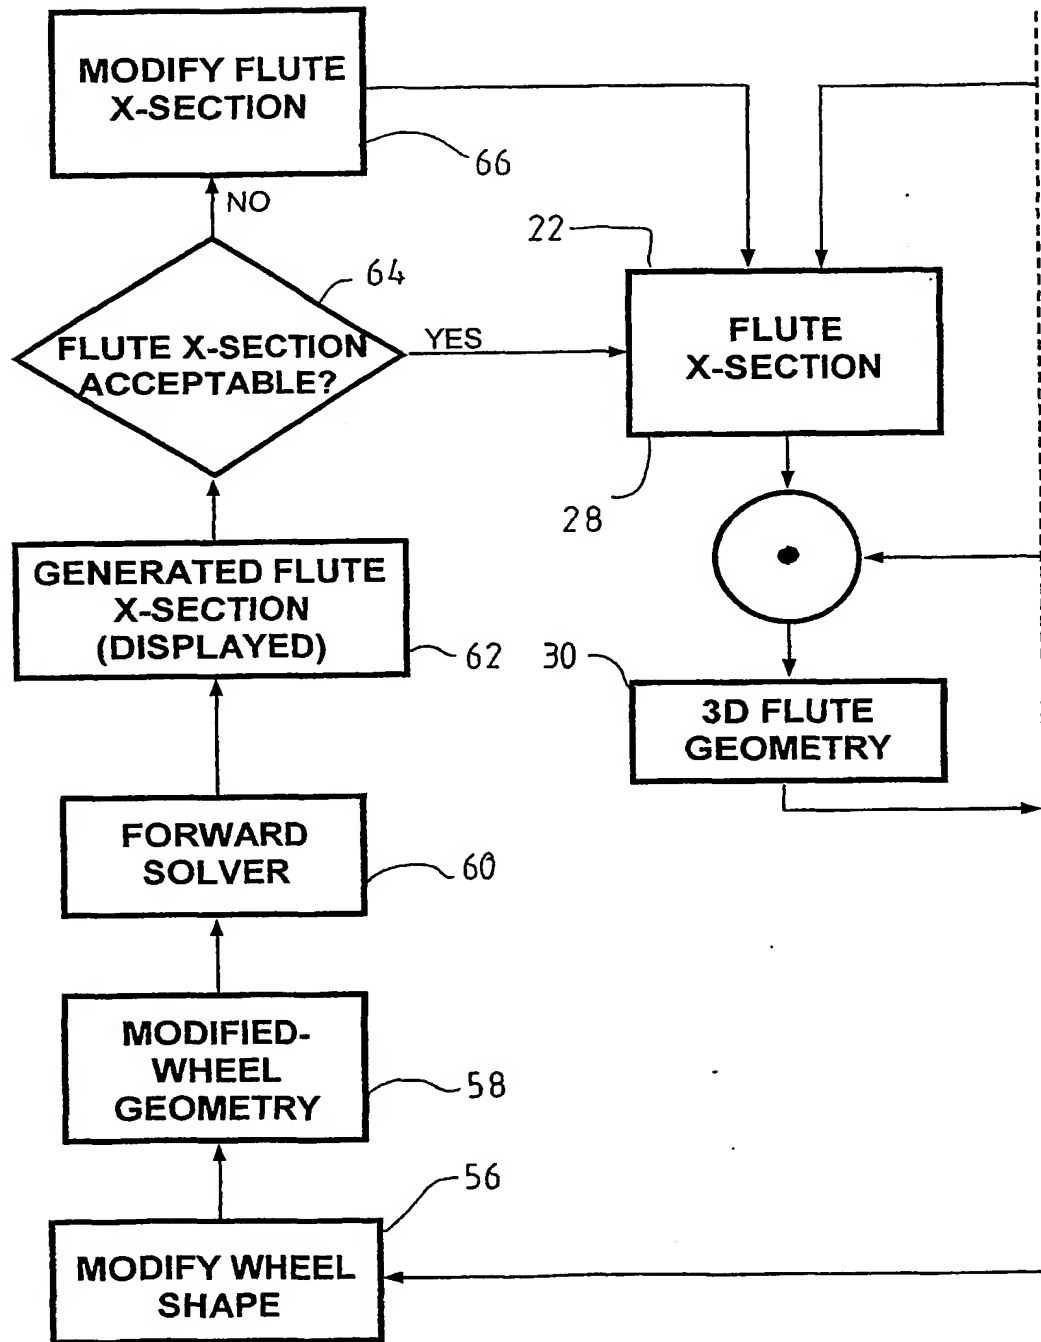 MODIFY FLUTE
X-SECTION
66
NO
22
64
FLUTE X-SECTION
ACCEPTABLE?
YES
FLUTE
X-SECTION
28
GENERATED FLUTE
X-SECTION
(DISPLAYED)
62
30
3D FLUTE
GEOMETRY
FORWARD
SOLVER
60
MODIFIED-
WHEEL
GEOMETRY
58
56
MODIFY WHEEL
SHAPE